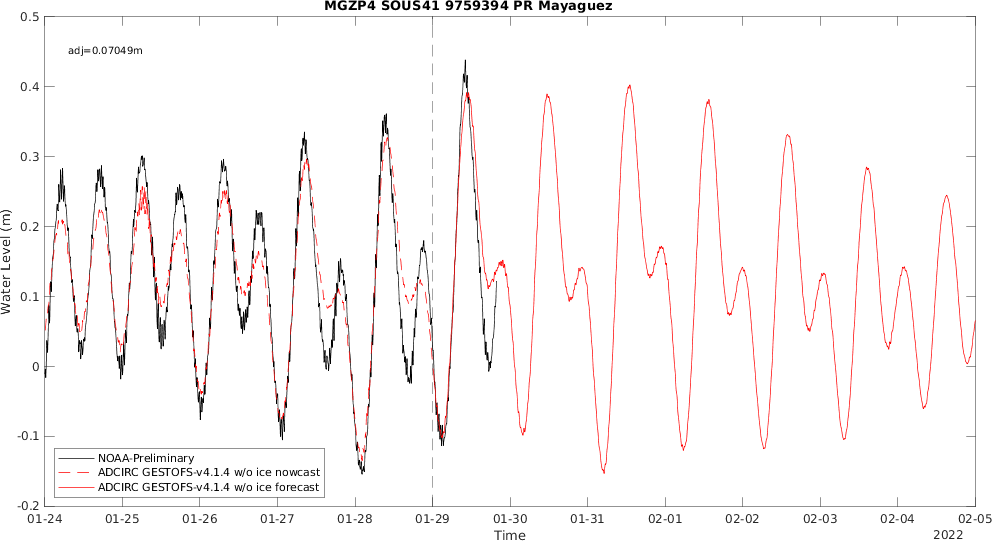 MGZP4 SOUS41 9759394 PR Mayaguez
0.5
adj=0.07049m
0.4
0.3
0.2
Water Level (m)
0.1
0
-0.1
NOAA-Preliminary
ADCIRC GESTOFS-v4.1.4 w/o ice nowcast
ADCIRC GESTOFS-v4.1.4 w/o ice forecast
-0.2
01-24 01-25 01-26 01-27 01-28 01-29 01-30 01-31 02-01 02-02 02-03 02-04 02-05
Time
2022